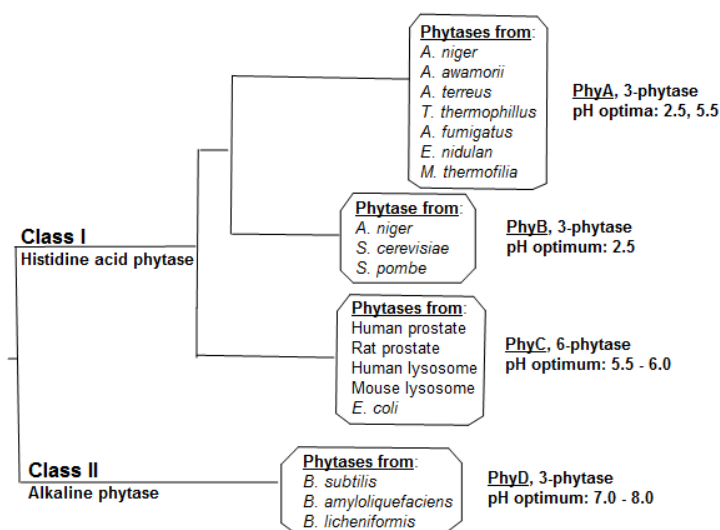 Phytases from:
A. niger
A. awamorii
A. terreus
T. thermophillus
A. fumigatus
E. nidulan
M. thermofilia
PhyA, 3-phytase
pH optima: 2.5, 5.5
Phytase from:
A. niger
S. cerevisiae
S. pombe
PhyB, 3-phytase
pH optimum: 2.5
Class I
Histidine acid phytase
Phytases from:
Human prostate
Rat prostate
Human lysosome
Mouse lysosome
E. coli
PhyC, 6-phytase
pH optimum: 5.5 - 6.0
Class II
Alkaline phytase
Phytases from:
B. subtilis
B. amyloliquefaciens
B. licheniformis
PhyD, 3-phytase
pH optimum: 7.0 - 8.0